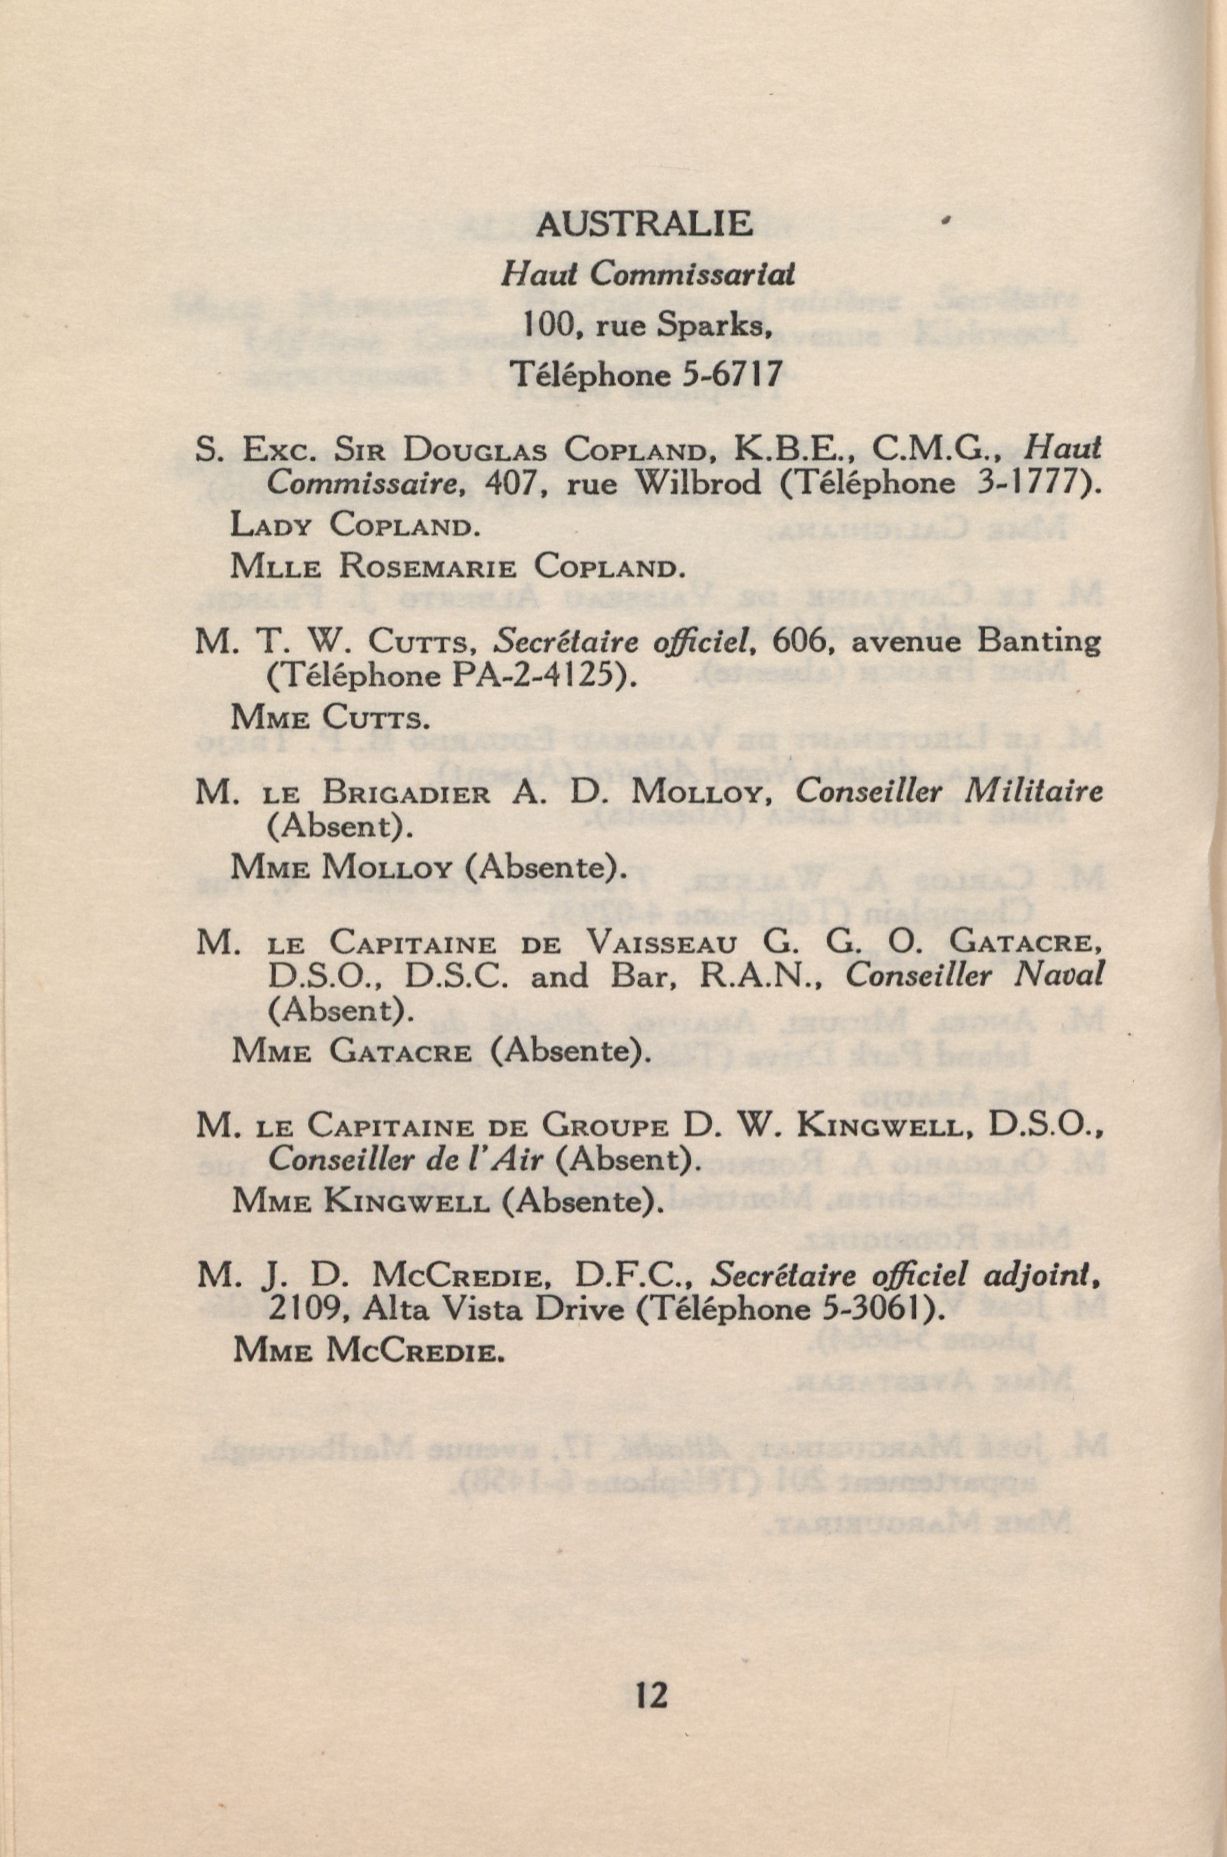 AUSTRALIE
Haut Commissariat
100, rue Sparks,
Téléphone 5-6717
S. Exc. Sir Douglas Copland, K.B.E., C.M.G., Haut
Commissaire, 407, rue Wilbrod (Téléphone 3-1777).
Lady Copland.
Mlle Rosemarie Copland.
M. T. W. Cutts, Secrétaire officiel, 606, avenue Banting
(Téléphone PA-2-4125).
Mme Cutts.
M. le Brigadier A. D. Molloy, Conseiller Militaire
(Absent).
Mme Molloy (Absente).
M. le Capitaine de Vaisseau G. G. O. Gatacre,
D.S.O., D.S.C. and Bar, R.A.N., Conseiller Naval
(Absent).
Mme Gatacre (Absente).
M. le Capitaine de Groupe D. W. Kingwell, D.S.O.,
Conseiller de l'Air (Absent).
Mme Kingwell (Absente).
M. J. D. McCredie, D.F.C., Secrétaire officiel adjoint,
2109, Alta Vista Drive (Téléphone 5-3061).
Mme McCredie.
12